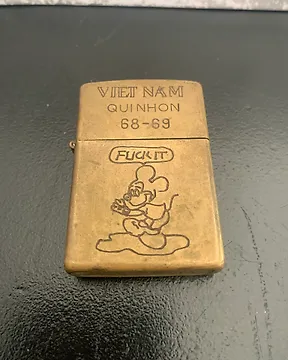 VIET NAM
QUINHON
68-69
FUCK IT